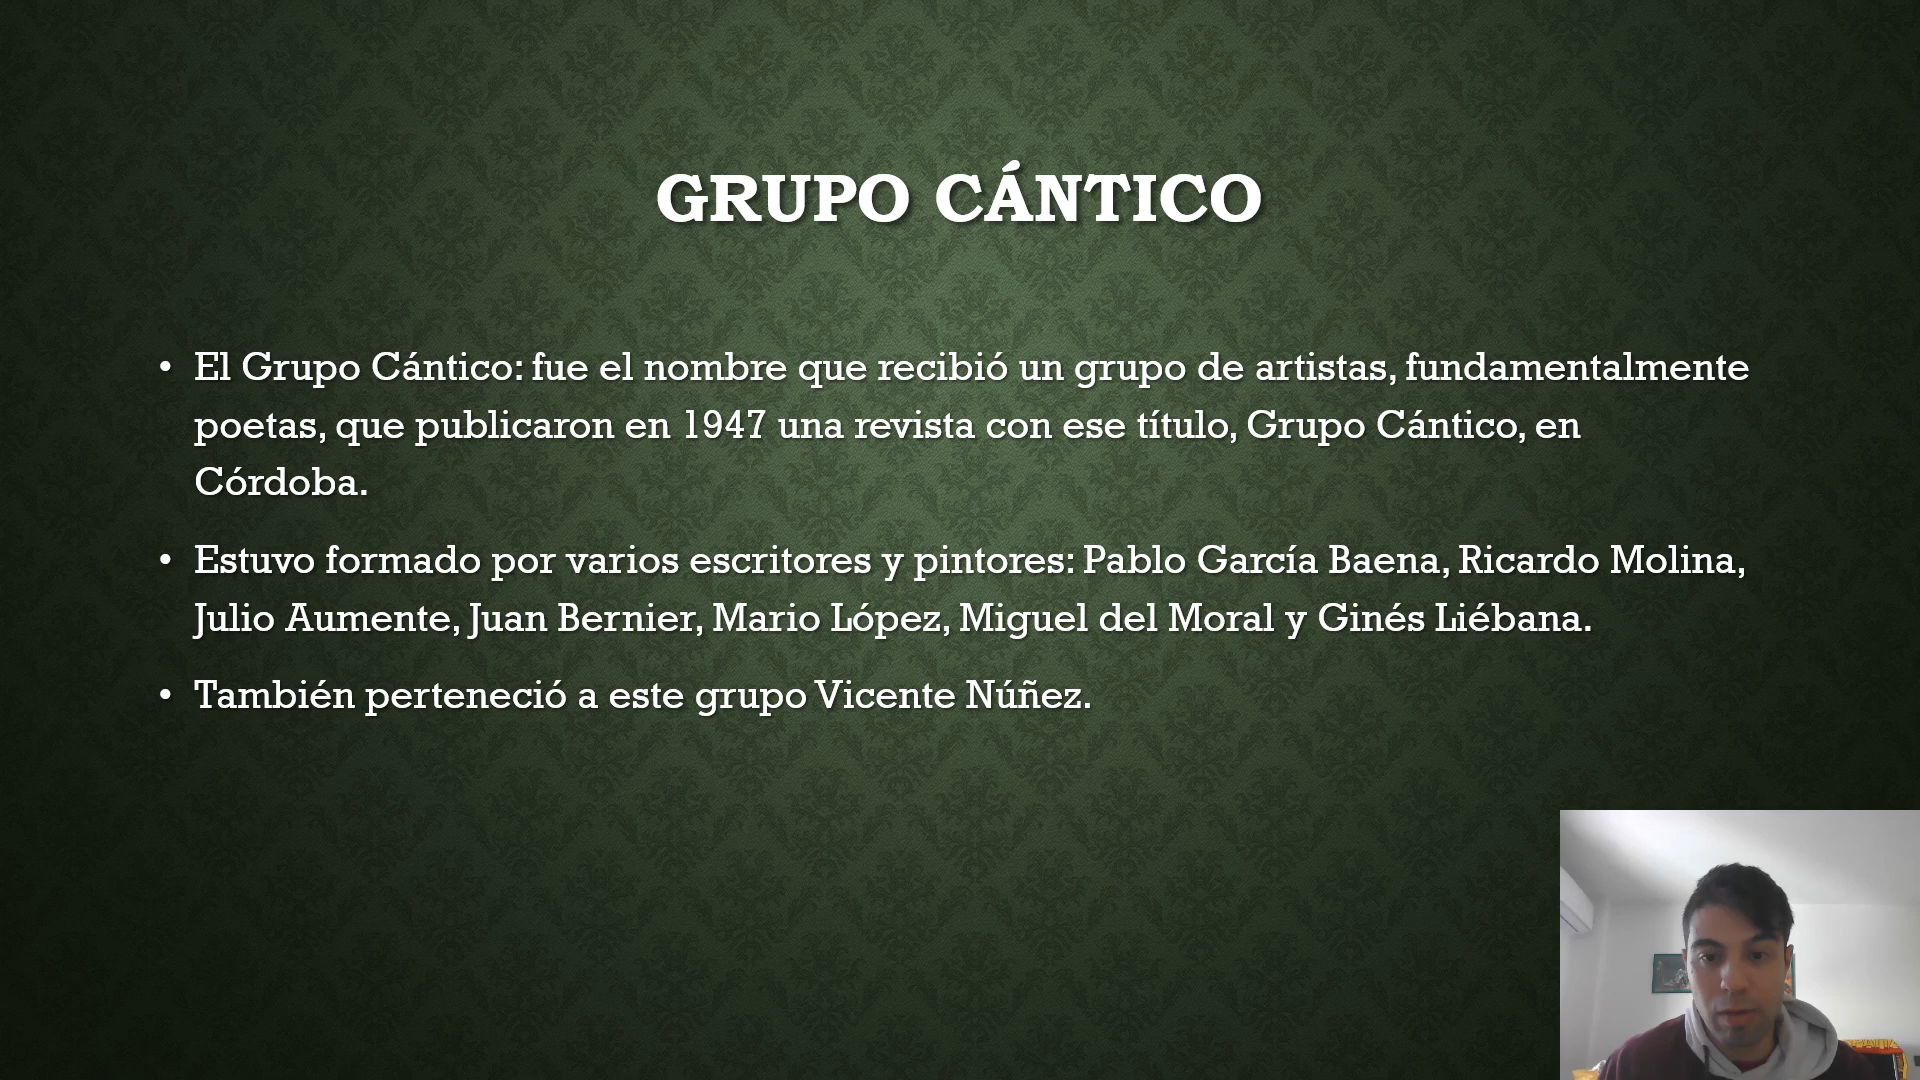 GRUPO CÁNTICO
• El Grupo Cántico: fue el nombre que recibió un grupo de artistas, fundamentalmente
poetas, que publicaron en 1947 una revista con ese título, Grupo Cántico, en
Córdoba.
• Estuvo formado por varios escritores y pintores: Pablo García Baena, Ricardo Molina,
Julio Aumente, Juan Bernier, Mario López, Miguel del Moral y Ginés Liébana.
• También perteneció a este grupo Vicente Núñez.